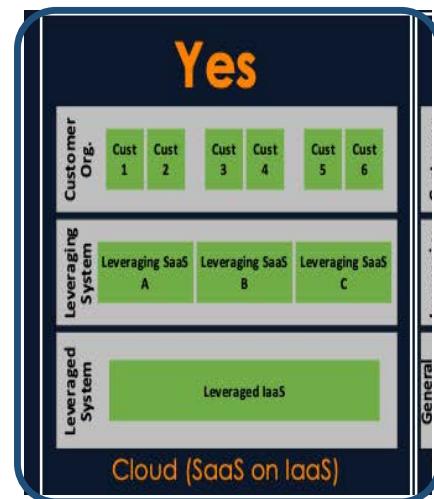 Yes
Customer
Org.
Cust
1
Cust
2
Cust
3
Cust
4
Cust
5
Cust
6
Leveraging
System
Leveraging SaaS
A
Leveraging SaaS
B
Leveraging SaaS
C
Leveraged
System
Leveraged IaaS
General
Cloud (SaaS on IaaS)